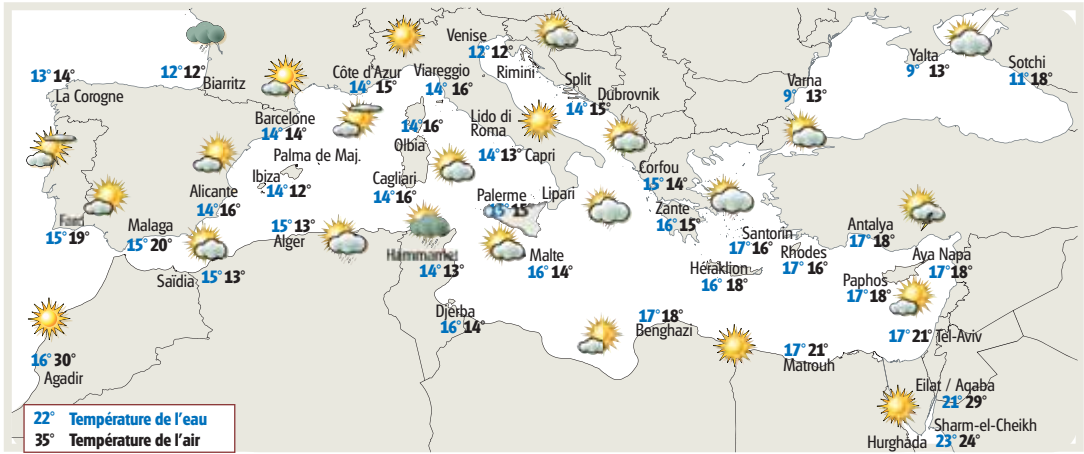 Venise
12° 12°
Rimini
Yalta
9° 13°
Sotchi
11° 18°
13° 14°
La Corogne
12° 12°
Biarritz
Côte d'Azur
14° 15°
Viareggio
14° 16°
Split
Dubrovnik
14° 15°
Varna
9° 13°
Barcelone
14° 14°
14° 16°
Olbia
Lido di
Roma
14° 13° Capri
Palma de Maj.
Ibiza
14° 12°
Cagliari
14° 16°
Corfou
15° 14°
Alicante
14° 16°
Palerme
15° 15°
Lipari
Zante
16° 15°
15° 19°
Malaga
15° 20°
15° 13°
Alger
Hammamet
14° 13°
Malte
16° 14°
Santorin
17° 16°
Rhodes
17° 16°
Antalya
17° 18°
Aya Napa
17° 18°
Saïdia
15° 13°
Héraklion
16° 18°
Paphos
17° 18°
Djerba
16° 14°
17° 18°
Benghazi
17° 21° Tel-Aviv
16° 30°
Agadir
17° 21°
Matrouh
Eilat / Aqaba
21° 29°
Sharm-el-Cheikh
Hurghada 23° 24°
22° Température de l'eau
35° Température de l'air